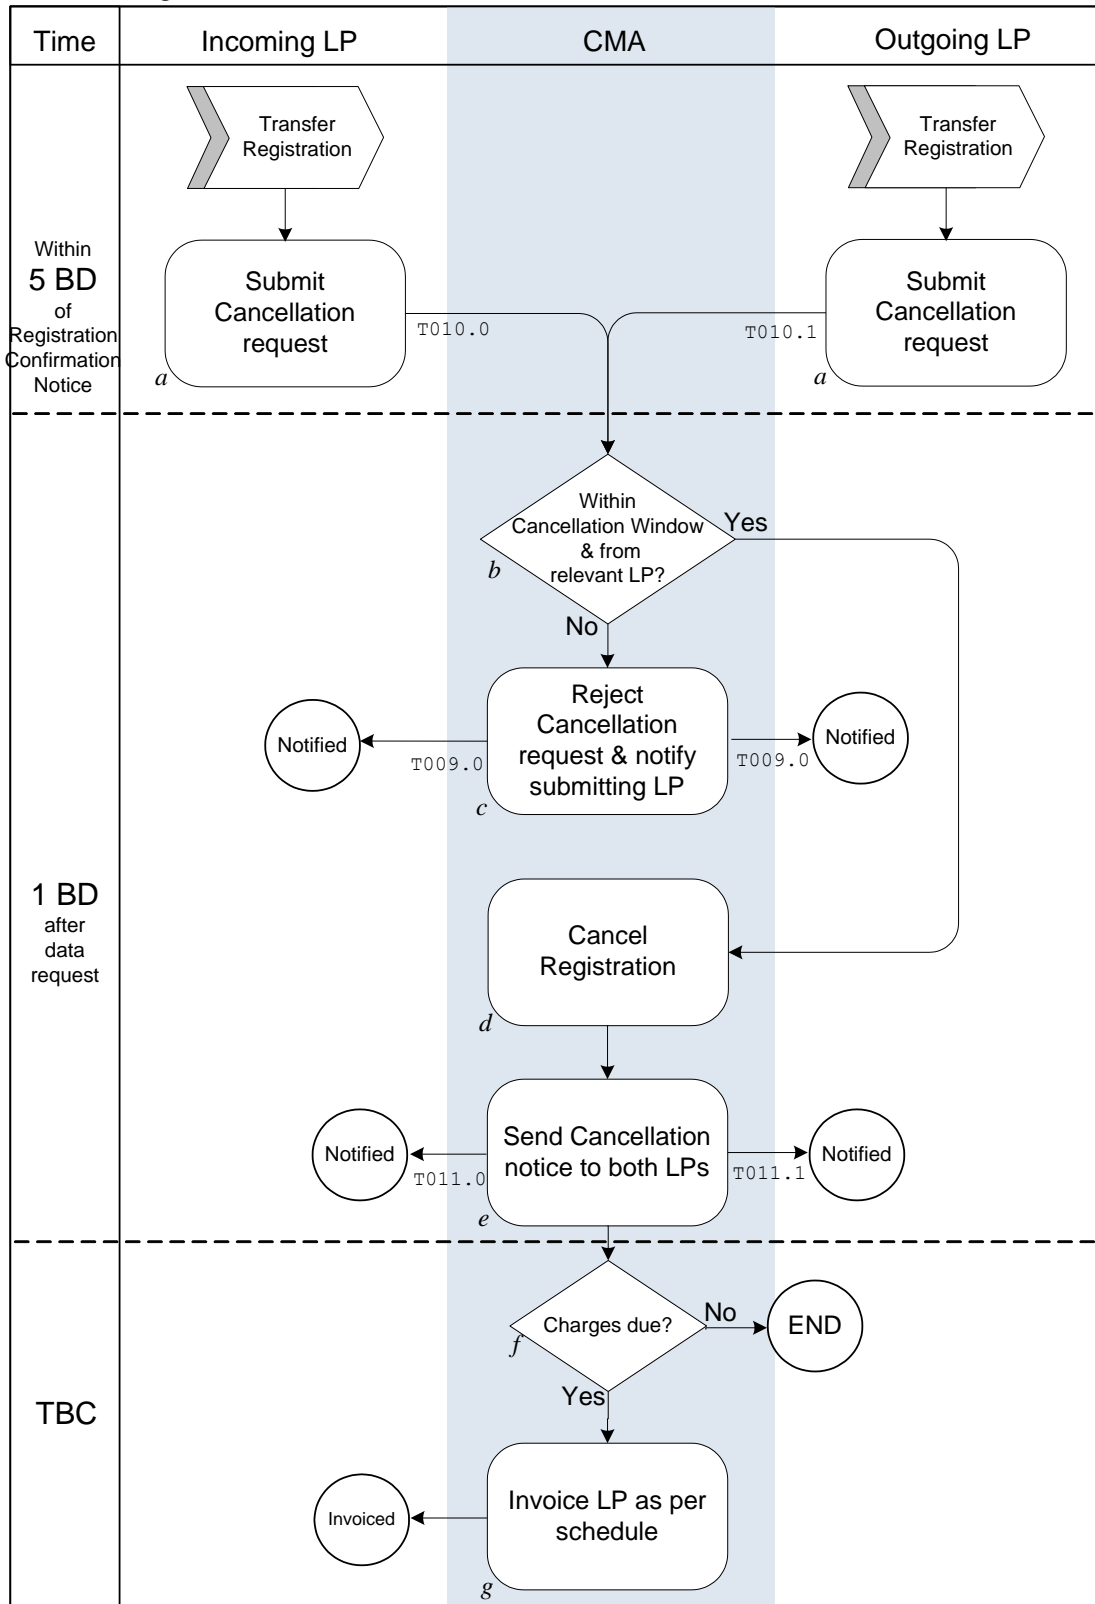 Time
Incoming LP
CMA
Outgoing LP
Transfer
Registration
Transfer
Registration
Within
5 BD
of
Registration
Confirmation
Notice
Submit
Cancellation
request
a
T010.0
T010.1
Submit
Cancellation
request
a
Within
Cancellation Window
& from
relevant LP?
b
Yes
No
Reject
Cancellation
request & notify
submitting LP
c
Notified
T009.0
T009.0
Notified
1 BD
after
data
request
Cancel
Registration
d
Send Cancellation
notice to both LPs
e
Notified
T011.0
T011.1
Notified
TBC
Charges due?
f
No
END
Yes
Invoice LP as per
schedule
g
Invoiced